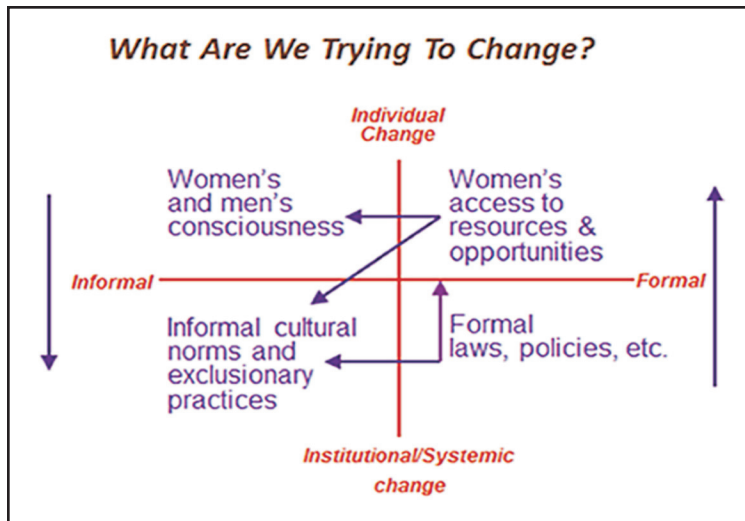 What Are We Trying To Change?
Individual
Change
Women's
and men's
consciousness
Women's
access to
resources &
opportunities
Informal
Formal
Informal cultural
norms and
exclusionary
practices
Formal
laws, policies, etc.
Institutional/Systemic
change